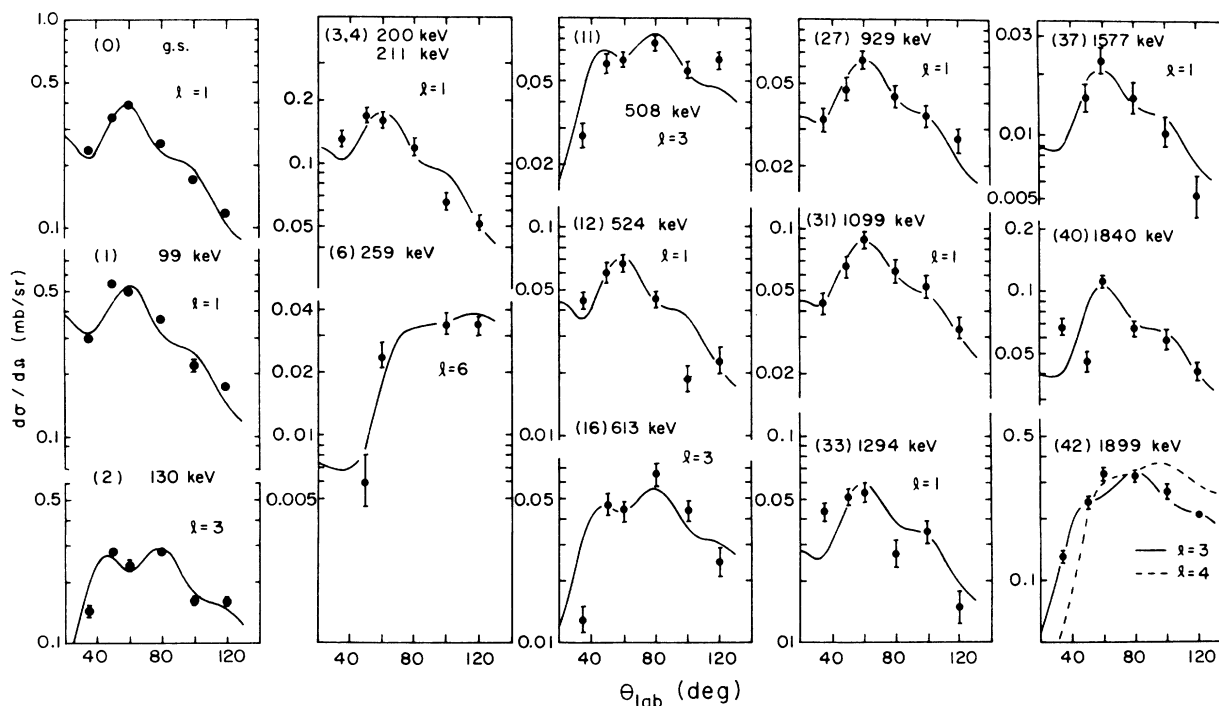 dσ/dΩ (mb/sr)
1.0
(0) g.s.
0.5
ℓ = 1
0.1
(1) 99 keV
0.5
ℓ = 1
0.1
(2) 130 keV
0.5
ℓ = 3
0.1
40 80 120
(3,4) 200 keV
211 keV
0.2
ℓ = 1
0.1
0.05
(6) 259 keV
0.04
0.02
ℓ = 6
0.01
0.005
40 80 120
(11)
0.05
508 keV
ℓ = 3
0.02
0.1
(12) 524 keV
ℓ = 1
0.05
0.02
0.01
(16) 613 keV
ℓ = 3
0.05
0.01
40 80 120
(27) 929 keV
ℓ = 1
0.05
0.02
0.1
(31) 1099 keV
ℓ = 1
0.05
0.02
0.1
(33) 1294 keV
ℓ = 1
0.05
0.02
0.01
40 80 120
0.03
(37) 1577 keV
ℓ = 1
0.01
0.005
0.2
(40) 1840 keV
0.1
0.05
0.5
(42) 1899 keV
ℓ = 3
ℓ = 4
0.1
40 80 120
θlab (deg)